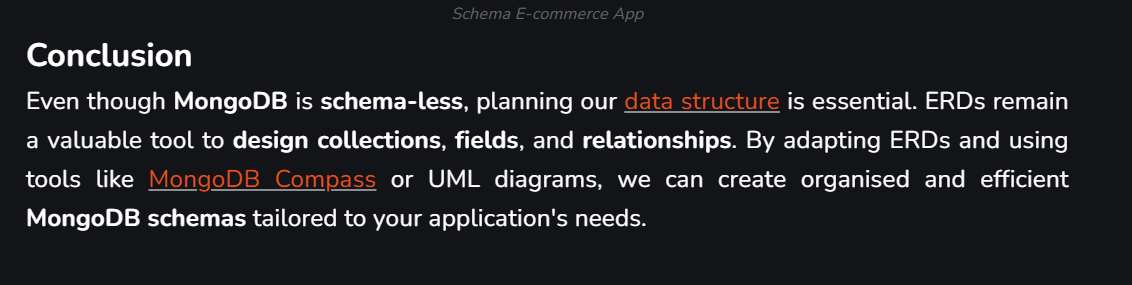 Schema E-commerce App
Conclusion
Even though MongoDB is schema-less, planning our data structure is essential. ERDs remain
a valuable tool to design collections, fields, and relationships. By adapting ERDs and using
tools like MongoDB Compass or UML diagrams, we can create organised and efficient
MongoDB schemas tailored to your application's needs.